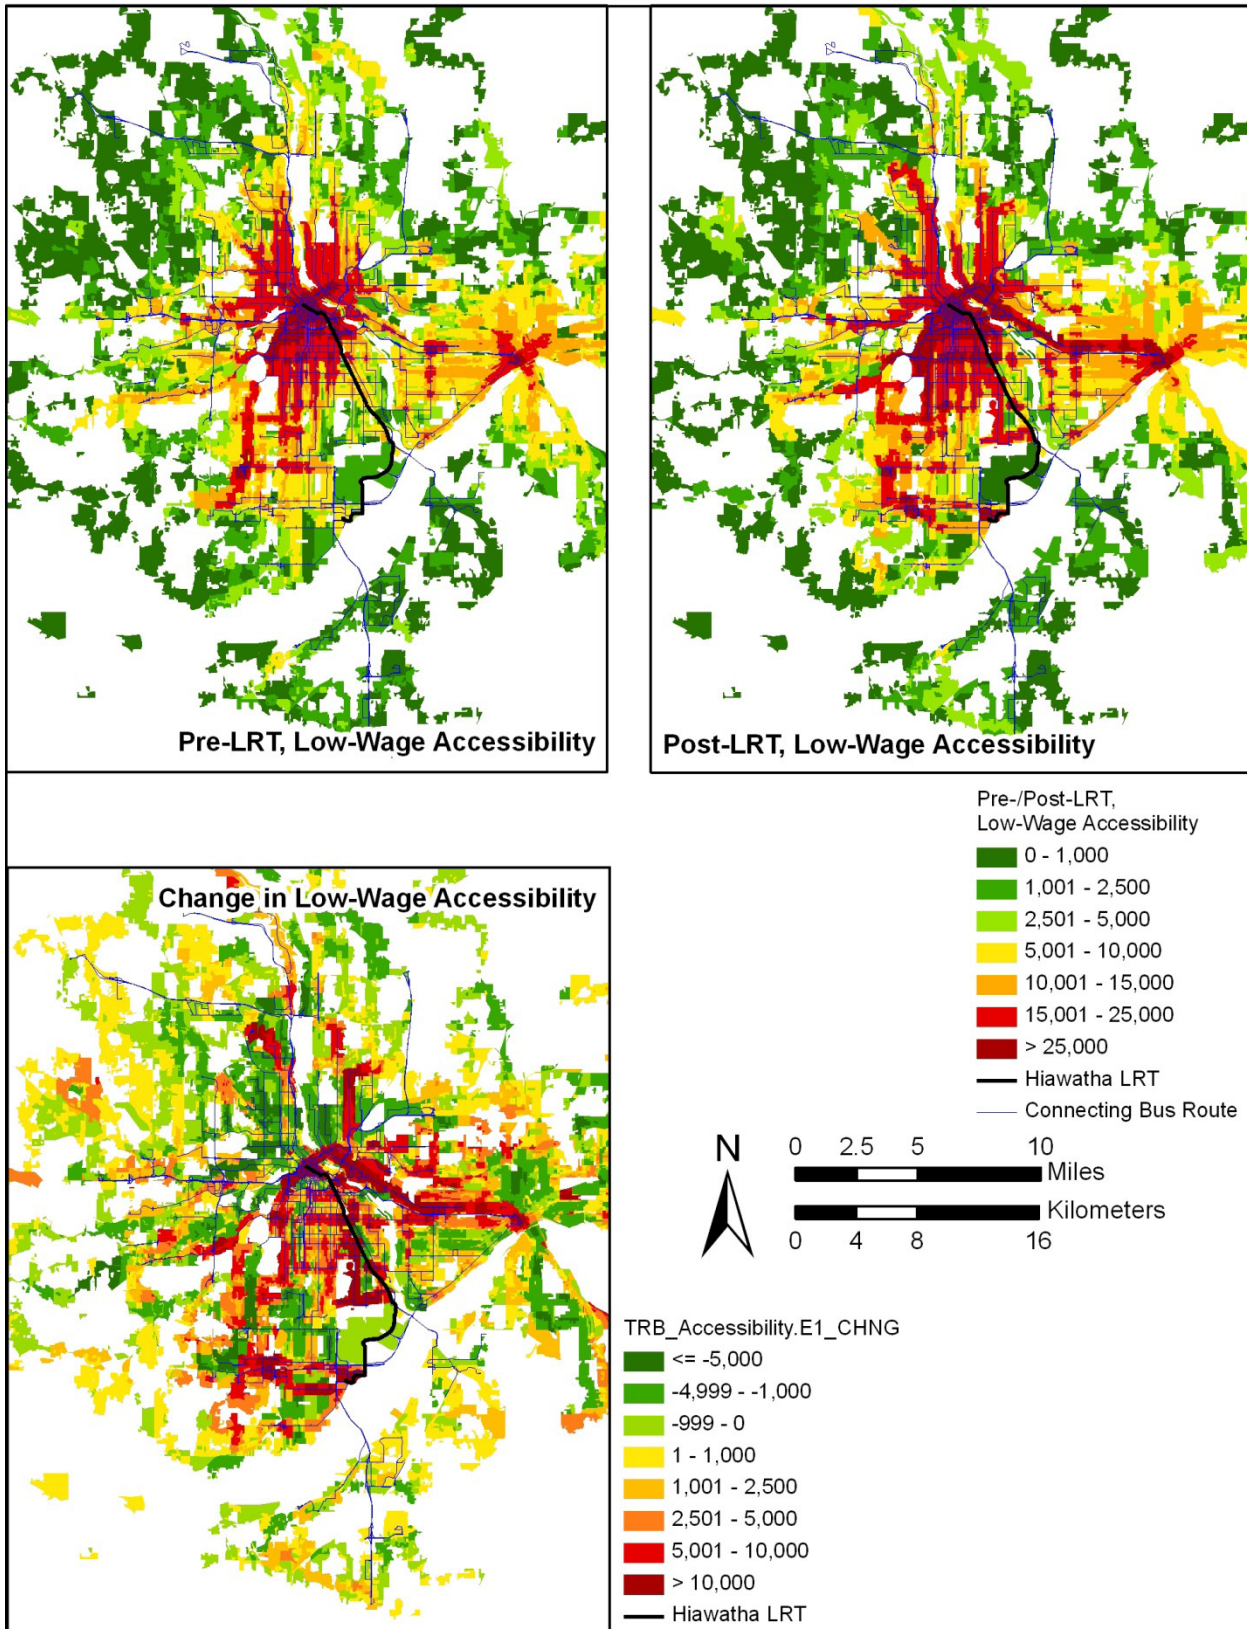 Pre-LRT, Low-Wage Accessibility
Post-LRT, Low-Wage Accessibility
Pre-/Post-LRT,
Low-Wage Accessibility
0 - 1,000
1,001 - 2,500
2,501 - 5,000
5,001 - 10,000
10,001 - 15,000
15,001 - 25,000
> 25,000
Hiawatha LRT
Connecting Bus Route
Change in Low-Wage Accessibility
N
0 2.5 5 10
Miles
Kilometers
0 4 8 16
TRB_Accessibility.E1_CHNG
<= -5,000
-4,999 - -1,000
-999 - 0
1 - 1,000
1,001 - 2,500
2,501 - 5,000
5,001 - 10,000
> 10,000
Hiawatha LRT